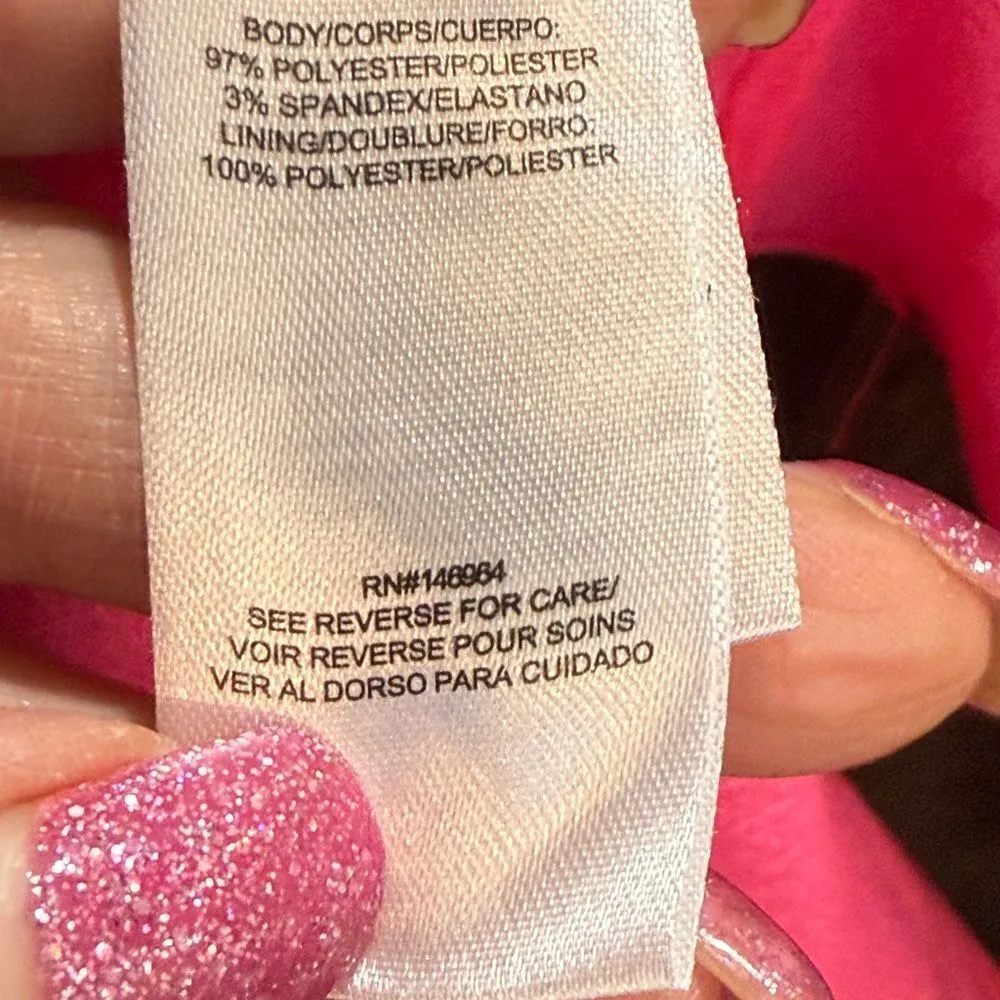 BODY/CORPS/CUERPO:
97% POLYESTER/POLIESTER
3% SPANDEX/ELASTANO
LINING/DOUBLURE/FORRO:
100% POLYESTER/POLIESTER
RN#146964
SEE REVERSE FOR CARE/
VOIR REVERSE POUR SOINS
VER AL DORSO PARA CUIDADO